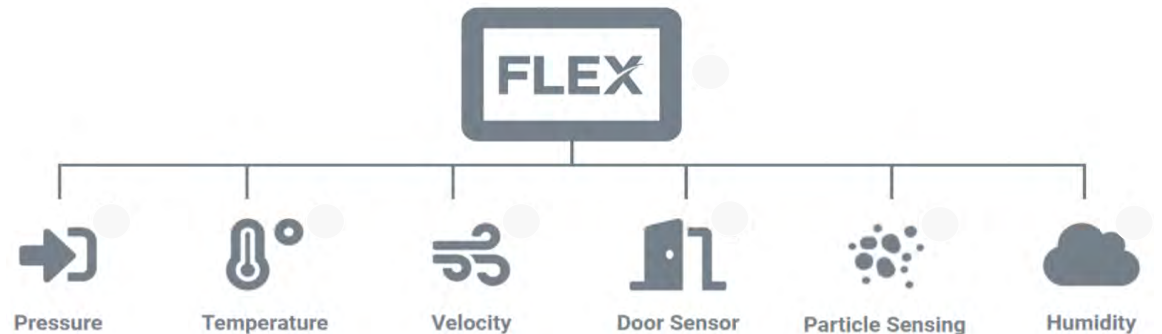 FLEX
Pressure
Temperature
Velocity
Door Sensor
Particle Sensing
Humidity